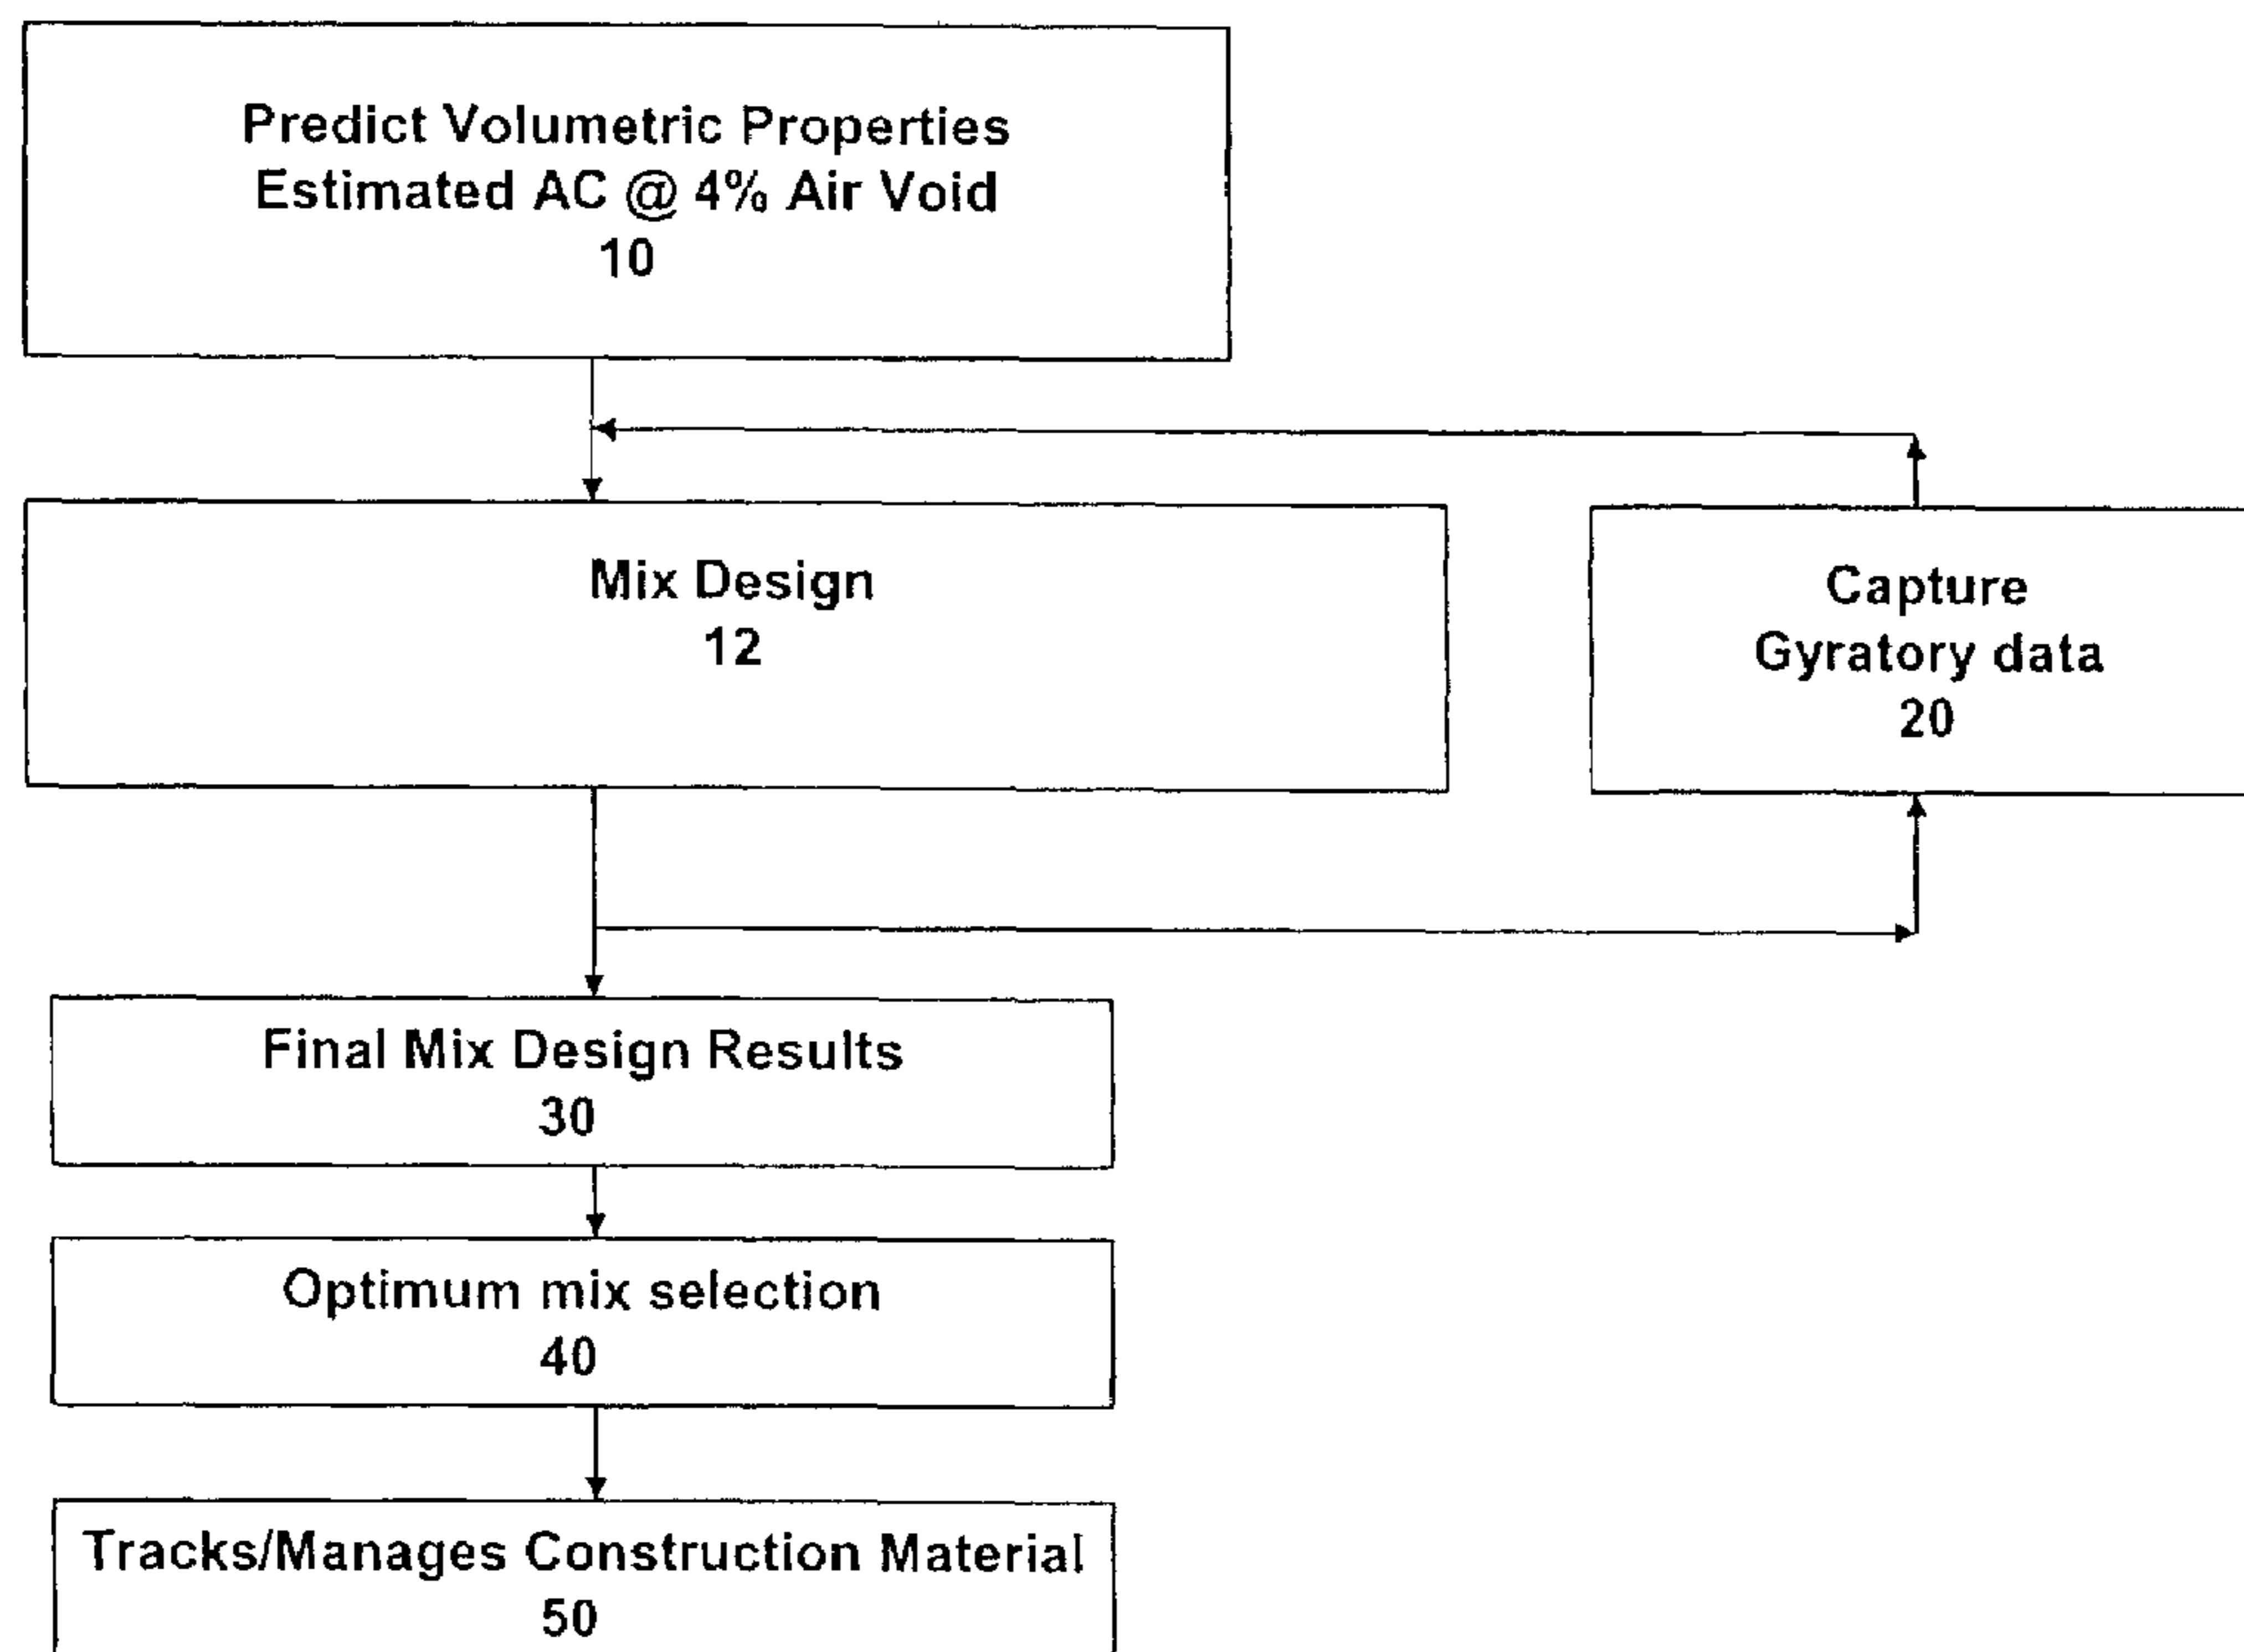 Predict Volumetric Properties
Estimated AC @ 4% Air Void
10
Mix Design
12
Capture
Gyratory data
20
Final Mix Design Results
30
Optimum mix selection
40
Tracks/Manages Construction Material
50